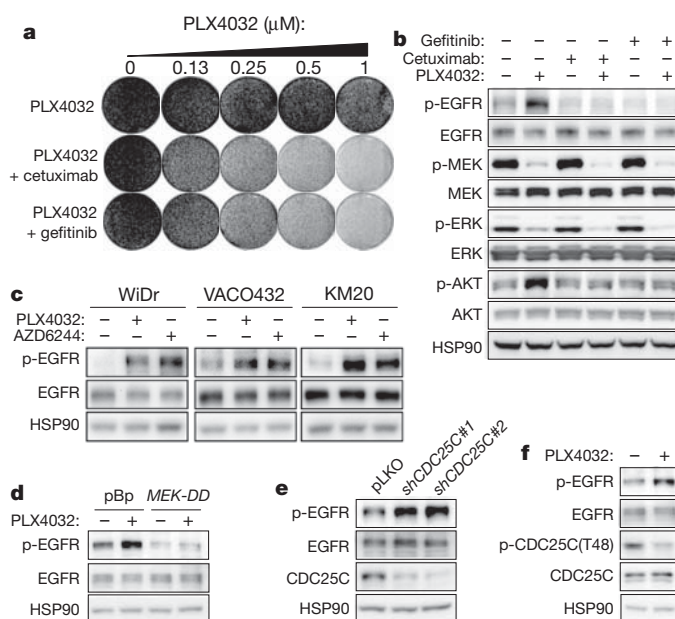 a
PLX4032 (μM):
0 0.13 0.25 0.5 1
PLX4032
PLX4032
+ cetuximab
PLX4032
+ gefitinib
b
Gefitinib: – – – – + +
Cetuximab: – – + + – –
PLX4032: – + – + – +
p-EGFR
EGFR
p-MEK
MEK
p-ERK
ERK
p-AKT
AKT
HSP90
c
WiDr VACO432 KM20
PLX4032: – + – – + – – + –
AZD6244: – – + – – + – – +
p-EGFR
EGFR
HSP90
d
pBp MEK-DD
PLX4032: – + – +
p-EGFR
EGFR
HSP90
e
pLKO
shCDC25C#1
shCDC25C#2
p-EGFR
EGFR
CDC25C
HSP90
f
PLX4032: – +
p-EGFR
EGFR
p-CDC25C(T48)
CDC25C
HSP90